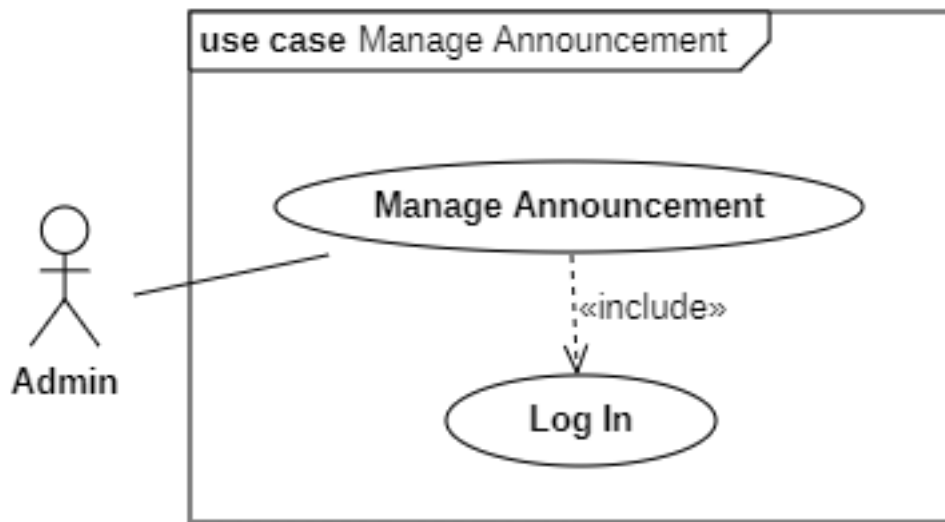 use case Manage Announcement
Manage Announcement
«include»
Admin
Log In